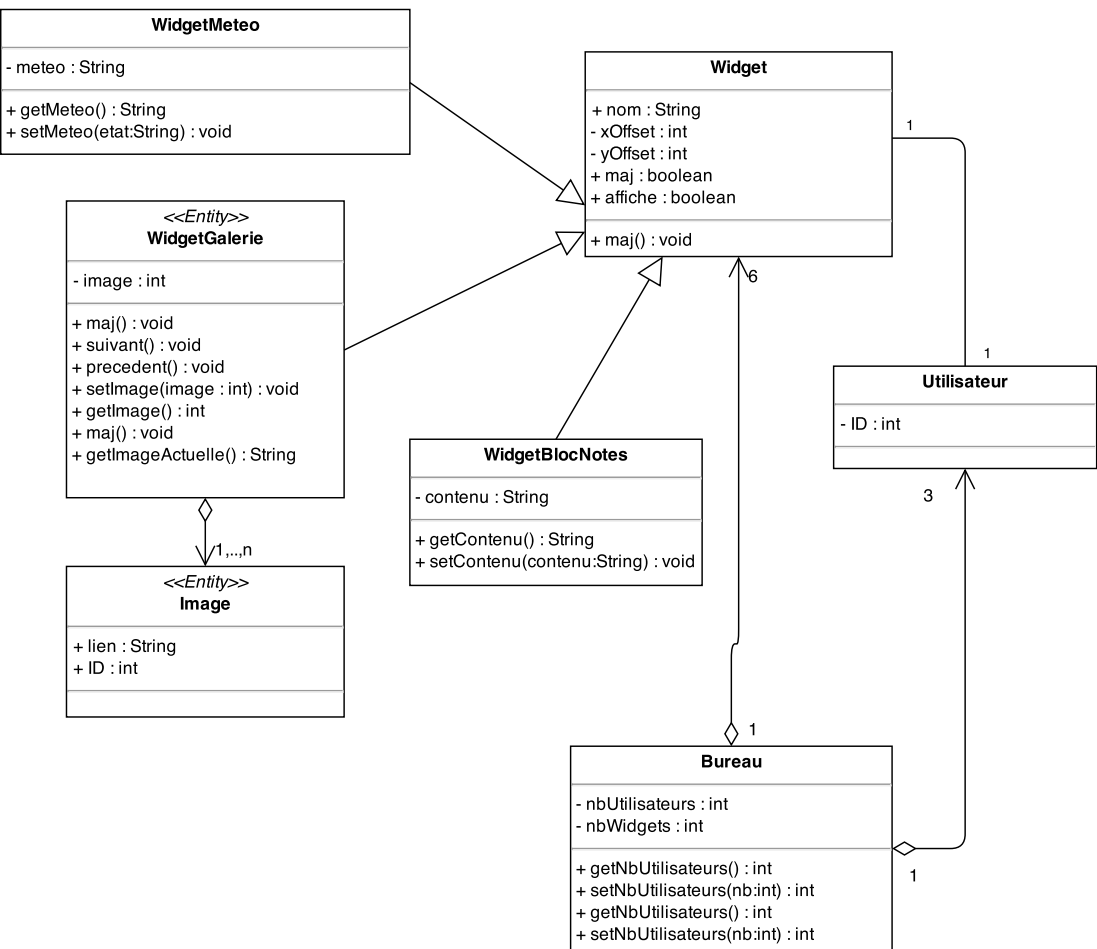 WidgetMeteo
- meteo : String
+ getMeteo() : String
+ setMeteo(etat:String) : void
Widget
+ nom : String
- xOffset : int
- yOffset : int
+ maj : boolean
+ affiche : boolean
+ maj() : void
1
1
6
<<Entity>>
WidgetGalerie
- image : int
+ maj() : void
+ suivant() : void
+ precedent() : void
+ setImage(image : int) : void
+ getImage() : int
+ maj() : void
+ getImageActuelle() : String
1,..,n
<<Entity>>
Image
+ lien : String
+ ID : int
WidgetBlocNotes
- contenu : String
+ getContenu() : String
+ setContenu(contenu:String) : void
Utilisateur
- ID : int
3
1
Bureau
- nbUtilisateurs : int
- nbWidgets : int
+ getNbUtilisateurs() : int
+ setNbUtilisateurs(nb:int) : int
+ getNbUtilisateurs() : int
+ setNbUtilisateurs(nb:int) : int
1